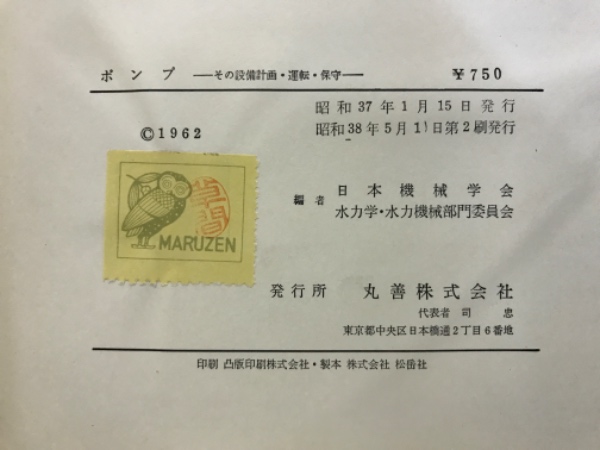 ポンプ ──その設備計画・運転・保守── ￥750
昭和37年1月15日発行
©1962
昭和38年5月1日第2刷発行
MARUZEN
編者 日本機械学会
水力学・水力機械部門委員会
発行所 丸善株式会社
代表者 司 忠
東京都中央区日本橋通2丁目6番地
印刷 凸版印刷株式会社・製本 株式会社 松岳社